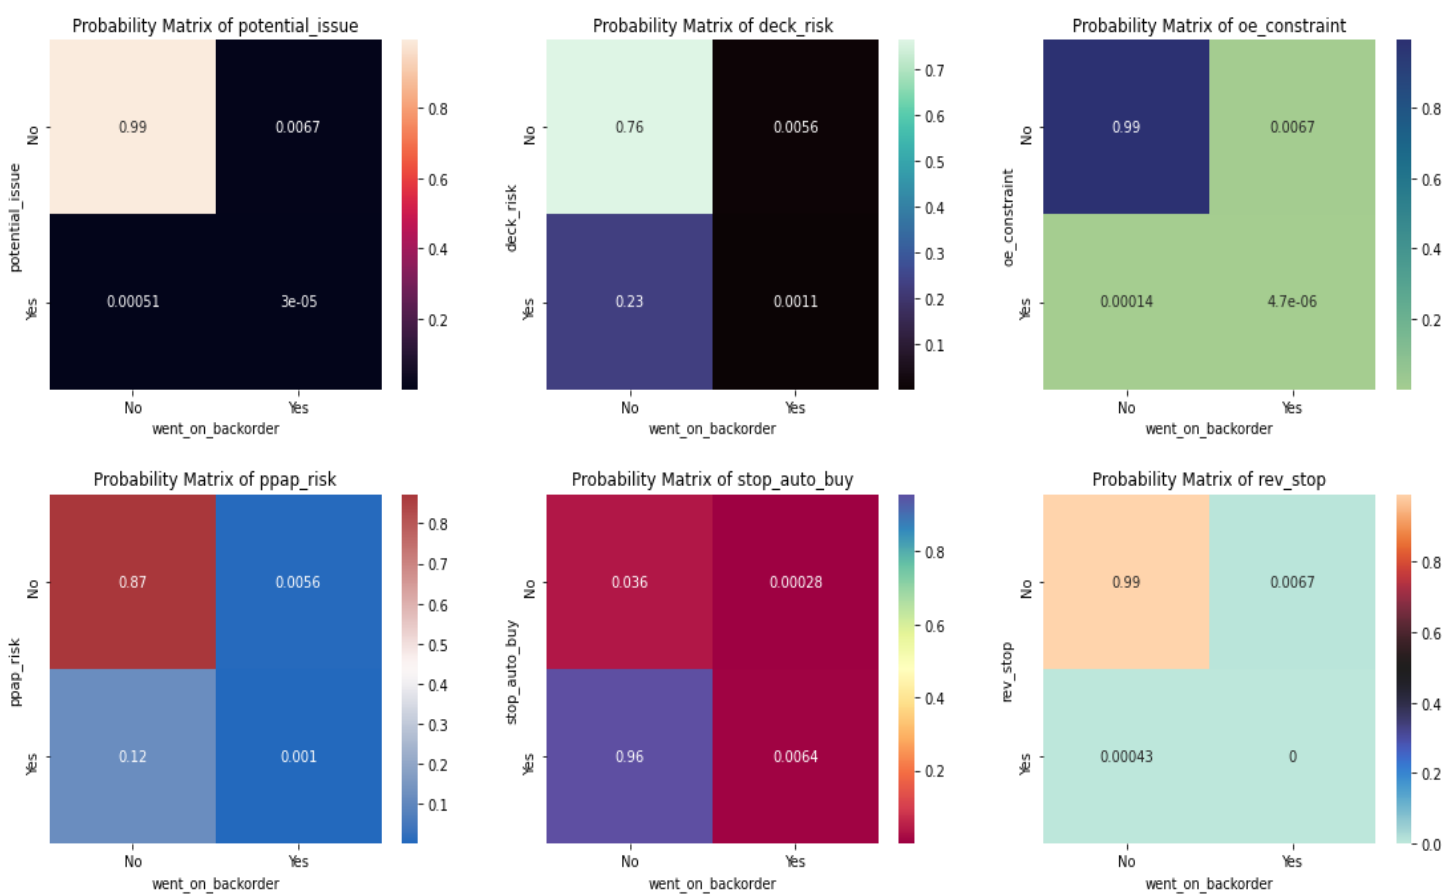 Probability Matrix of potential_issue
0.99
0.0067
0.00051
3e-05
No
Yes
potential_issue
No
Yes
went_on_backorder
0.8
0.6
0.4
0.2
Probability Matrix of deck_risk
0.76
0.0056
0.23
0.0011
No
Yes
deck_risk
No
Yes
went_on_backorder
0.7
0.6
0.5
0.4
0.3
0.2
0.1
Probability Matrix of oe_constraint
0.99
0.0067
0.00014
4.7e-06
No
Yes
oe_constraint
No
Yes
went_on_backorder
0.8
0.6
0.4
0.2
Probability Matrix of ppap_risk
0.87
0.0056
0.12
0.001
No
Yes
ppap_risk
No
Yes
went_on_backorder
0.8
0.7
0.6
0.5
0.4
0.3
0.2
0.1
Probability Matrix of stop_auto_buy
0.036
0.00028
0.96
0.0064
No
Yes
stop_auto_buy
No
Yes
went_on_backorder
0.8
0.6
0.4
0.2
Probability Matrix of rev_stop
0.99
0.0067
0.00043
0
No
Yes
rev_stop
No
Yes
went_on_backorder
0.8
0.6
0.4
0.2
0.0